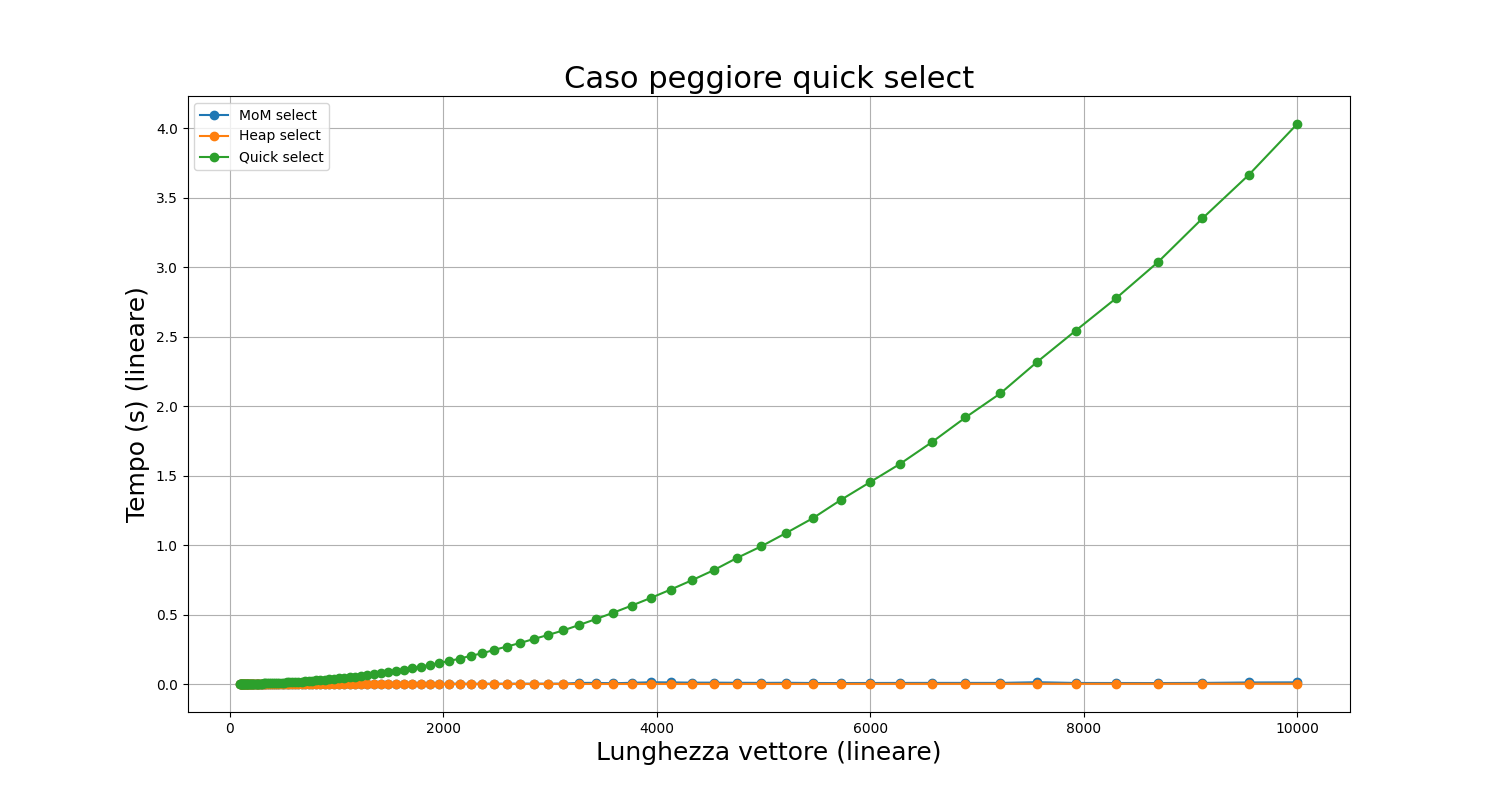 Caso peggiore quick select
MoM select
Heap select
Quick select
4.0
3.5
3.0
2.5
2.0
1.5
1.0
0.5
0.0
Tempo (s) (lineare)
0 2000 4000 6000 8000 10000
Lunghezza vettore (lineare)